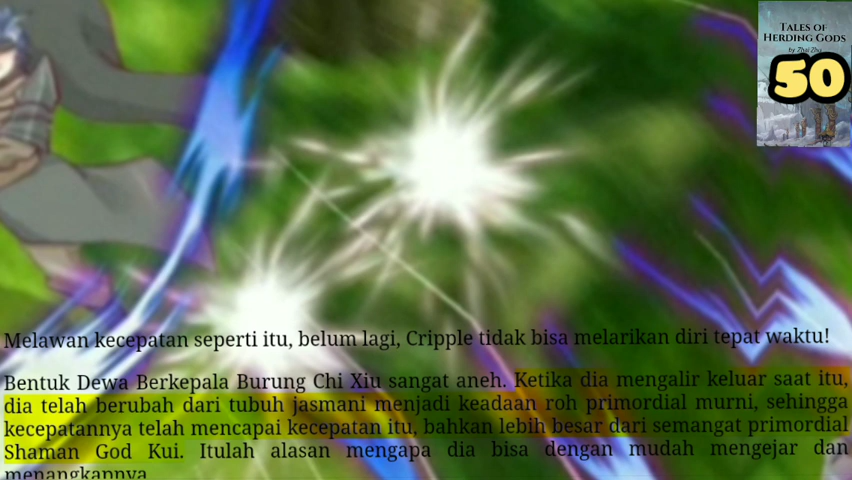 TALES OF
HERDING GODS
by Zhai Zhu
50
Melawan kecepatan seperti itu, belum lagi, Cripple tidak bisa melarikan diri tepat waktu!
Bentuk Dewa Berkepala Burung Chi Xiu sangat aneh. Ketika dia mengalir keluar saat itu,
dia telah berubah dari tubuh jasmani menjadi keadaan roh primordial murni, sehingga
kecepatannya telah mencapai kecepatan itu, bahkan lebih besar dari semangat primordial
Shaman God Kui. Itulah alasan mengapa dia bisa dengan mudah mengejar dan
menangkapnya.